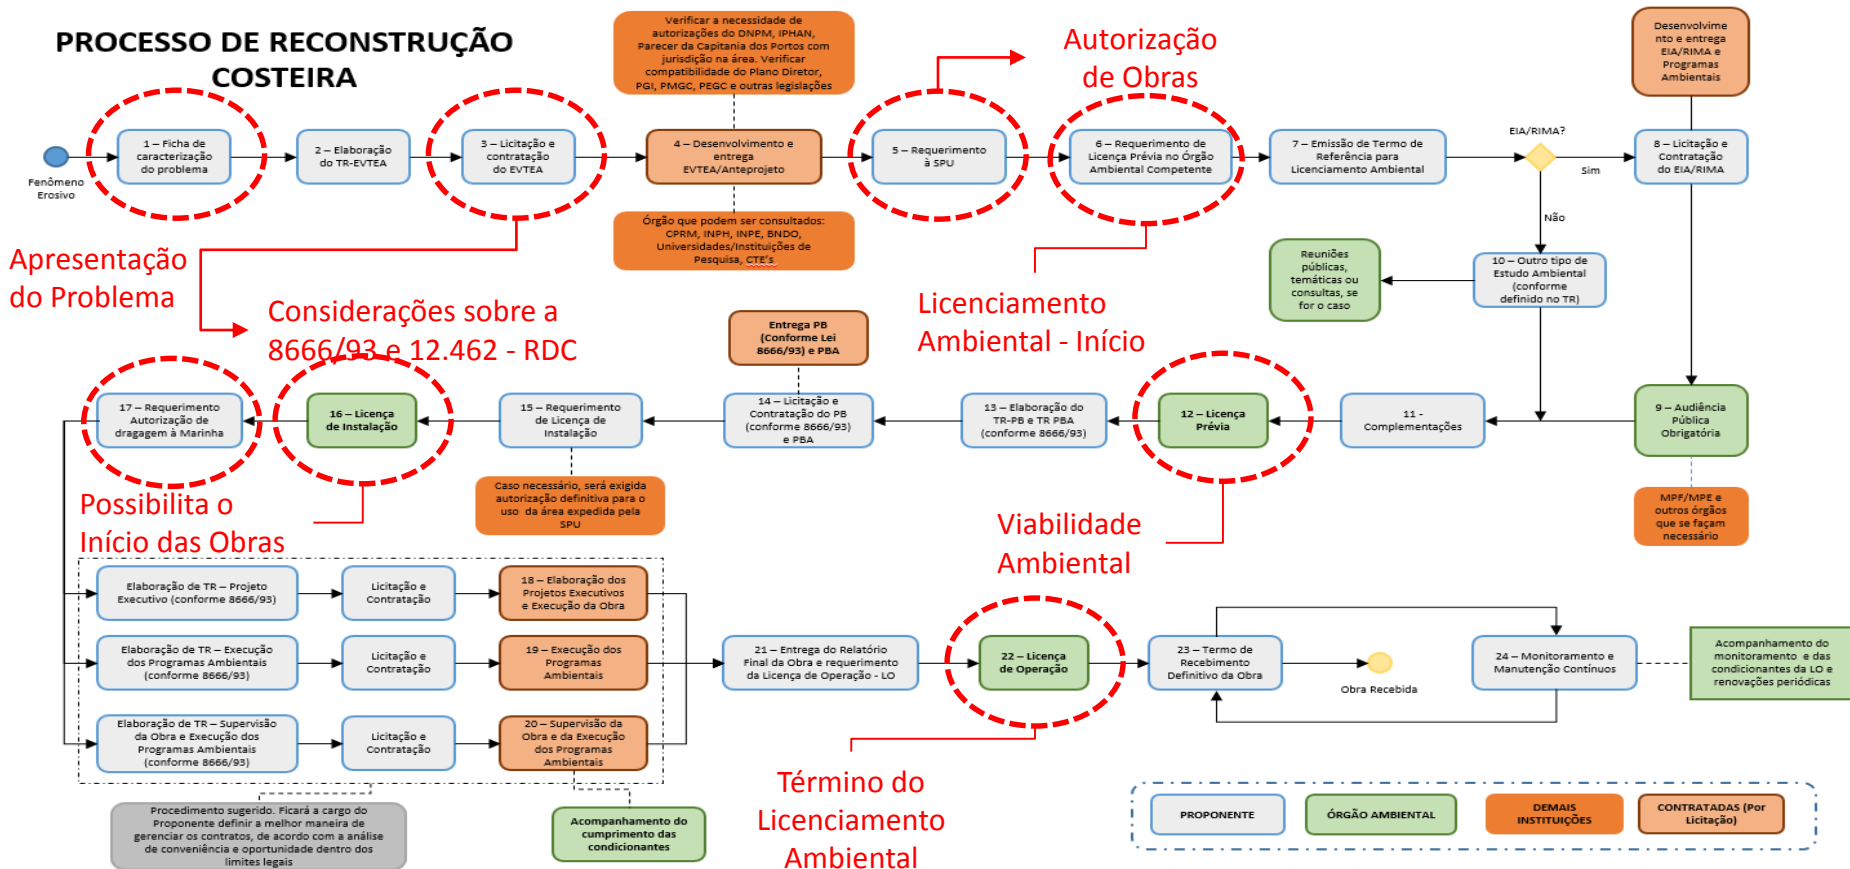 PROCESSO DE RECONSTRUÇÃO
COSTEIRA
Verificar a necessidade de
autorizações do DNPM, IPHAN,
Parecer da Capitania dos Portos com
jurisdição na área. Verificar
compatibilidade do Plano Diretor,
PGI, PMGC, PEGC e outras legislações
Autorização
de Obras
Desenvolvime
nto e entrega
EIA/RIMA e
Programas
Ambientais
Fenômeno
Erosivo
1 – Ficha de
caracterização
do problema
2 – Elaboração
do TR-EVTEA
3 – Licitação e
contratação
do EVTEA
4 – Desenvolvimento e
entrega
EVTEA/Anteprojeto
5 – Requerimento
à SPU
6 – Requerimento de
Licença Prévia no Órgão
Ambiental Competente
7 – Emissão de Termo de
Referência para
Licenciamento Ambiental
EIA/RIMA?
Sim
Não
8 – Licitação e
Contratação
do EIA/RIMA
Órgão que podem ser consultados:
CPRM, INPH, INPE, BNDO,
Universidades/Instituições de
Pesquisa, CTE's
Apresentação
do Problema
Considerações sobre a
8666/93 e 12.462 - RDC
Licenciamento
Ambiental - Início
Reuniões
públicas,
temáticas ou
consultas, se
for o caso
10 – Outro tipo de
Estudo Ambiental
(conforme
definido no TR)
Entrega PB
(Conforme Lei
8666/93) e PBA
17 – Requerimento
Autorização de
dragagem à Marinha
16 – Licença
de Instalação
15 – Requerimento
de Licença de
Instalação
14 – Licitação e
Contratação do PB
(conforme 8666/93)
e PBA
13 – Elaboração do
TR-PB e TR PBA
(conforme 8666/93)
12 – Licença
Prévia
11 -
Complementações
9 – Audiência
Pública
Obrigatória
Possibilita o
Início das Obras
Caso necessário, será exigida
autorização definitiva para o
uso da área expedida pela
SPU
Viabilidade
Ambiental
MPF/MPE e
outros órgãos
que se façam
necessário
Elaboração de TR – Projeto
Executivo (conforme 8666/93)
Licitação e
Contratação
18 – Elaboração dos
Projetos Executivos
e Execução da Obra
Elaboração de TR – Execução
dos Programas Ambientais
(conforme 8666/93)
Licitação e
Contratação
19 – Execução dos
Programas
Ambientais
Elaboração de TR – Supervisão
da Obra e Execução dos
Programas Ambientais
(conforme 8666/93)
Licitação e
Contratação
20 – Supervisão da
Obra e da Execução
dos Programas
Ambientais
21 – Entrega do Relatório
Final da Obra e requerimento
da Licença de Operação - LO
22 – Licença
de Operação
23 – Termo de
Recebimento
Definitivo da Obra
Obra Recebida
24 – Monitoramento e
Manutenção Contínuos
Acompanhamento do
monitoramento e das
condicionantes da LO e
renovações periódicas
Procedimento sugerido. Ficará a cargo do
Proponente definir a melhor maneira de
gerenciar os contratos, de acordo com a análise
de conveniência e oportunidade dentro dos
limites legais
Acompanhamento do
cumprimento das
condicionantes
Término do
Licenciamento
Ambiental
PROPONENTE
ÓRGÃO AMBIENTAL
DEMAIS
INSTITUIÇÕES
CONTRATADAS (Por
Licitação)